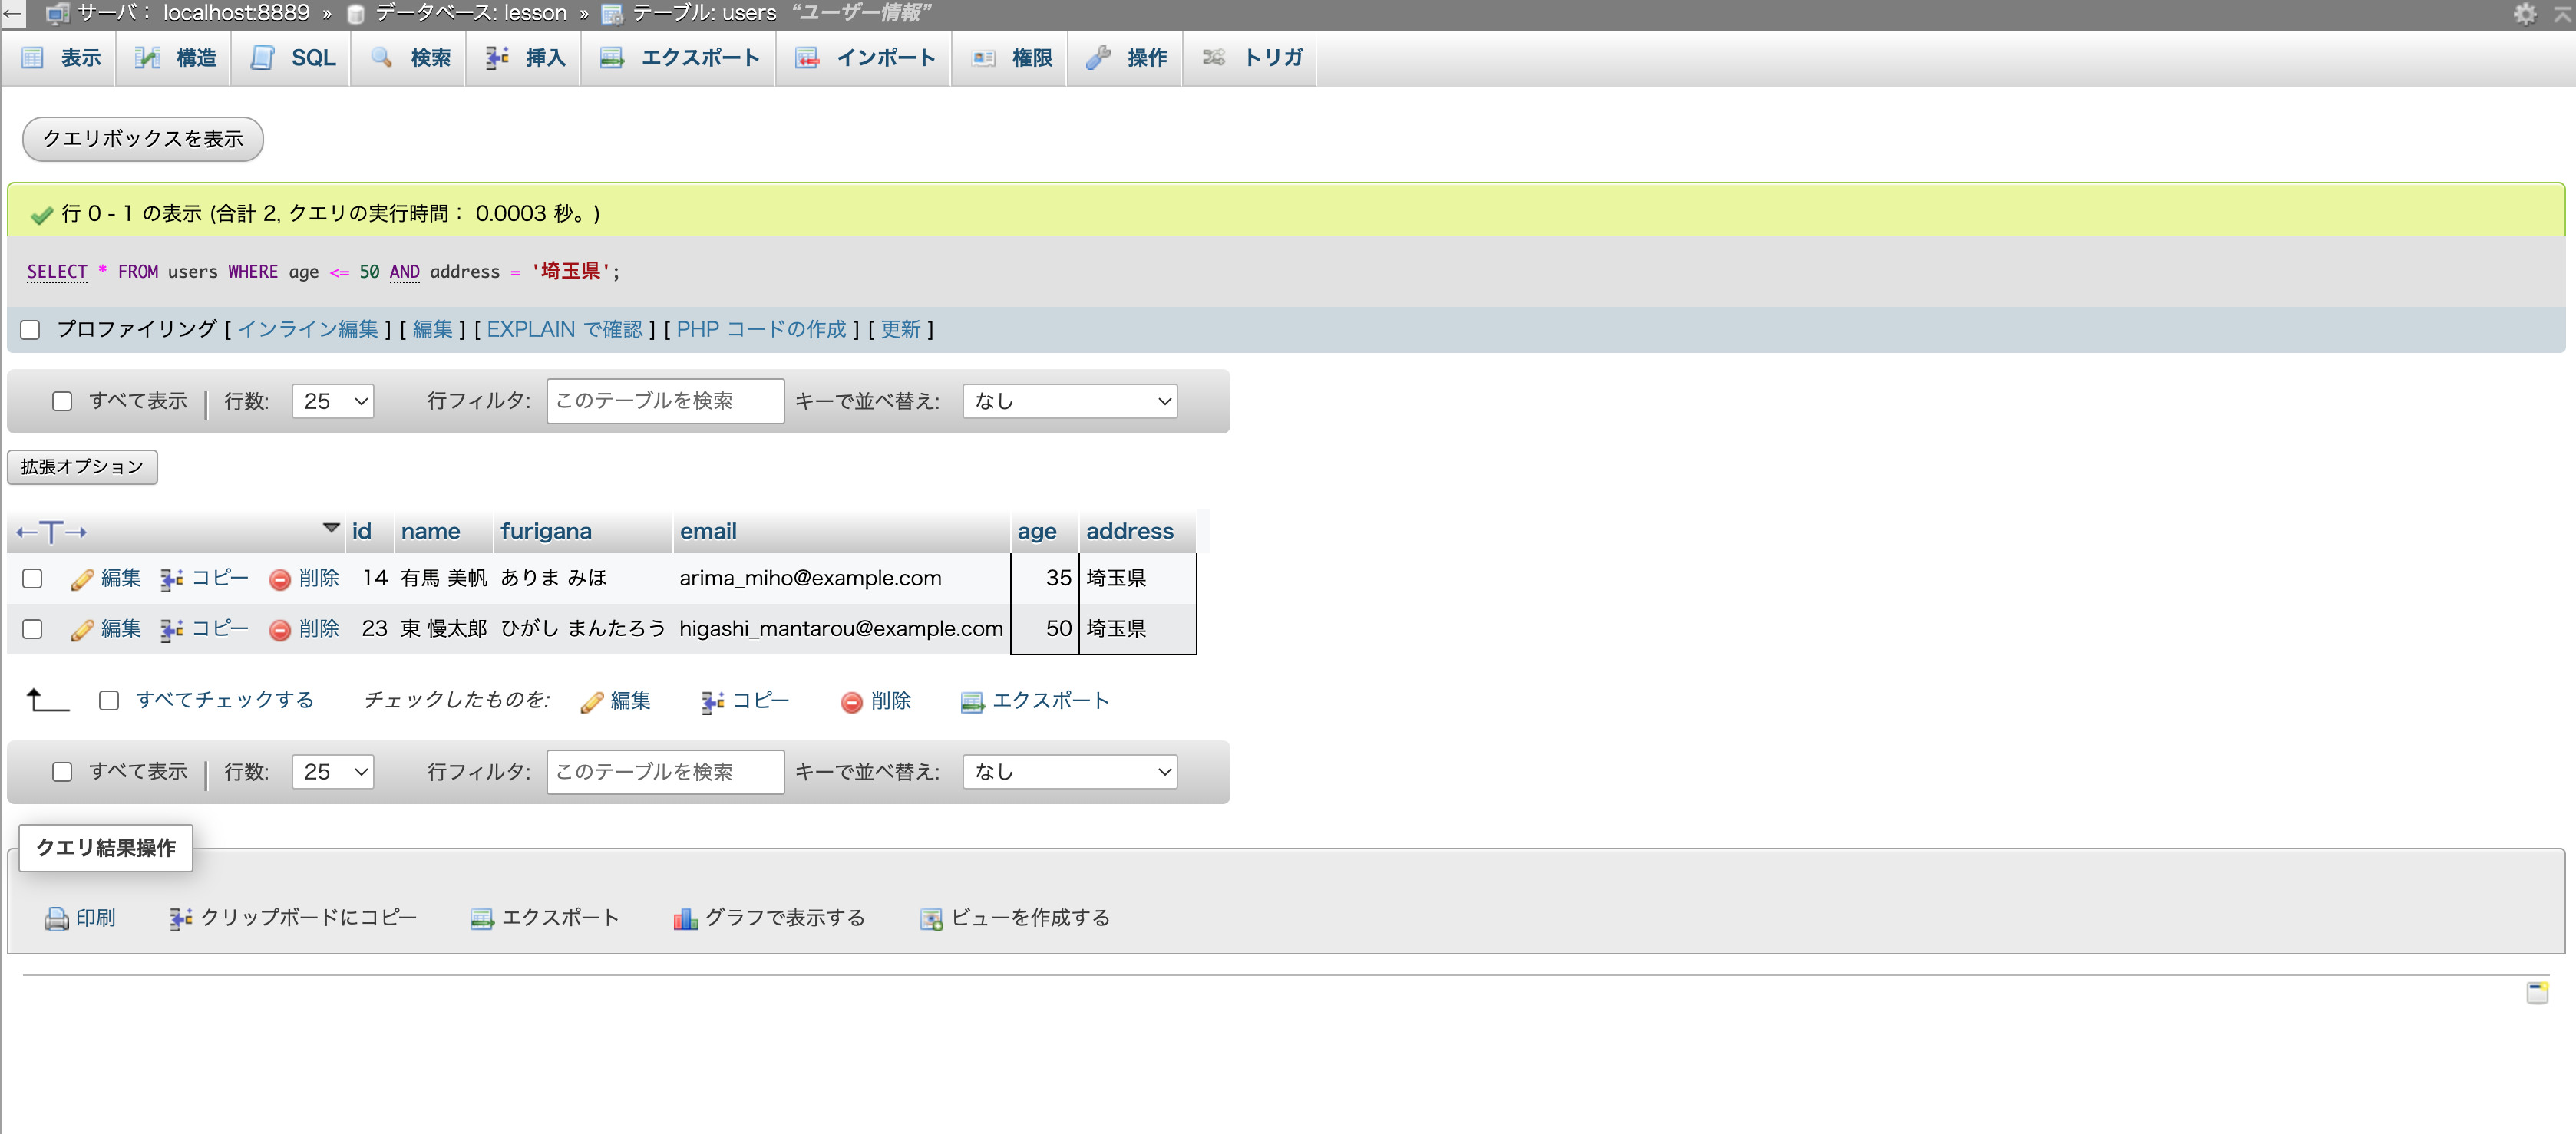 ← サーバ: localhost:8889 » データベース: lesson » テーブル: users “ユーザー情報”
表示 構造 SQL 検索 挿入 エクスポート インポート 権限 操作 トリガ
クエリボックスを表示
行 0 - 1 の表示 (合計 2, クエリの実行時間: 0.0003 秒。)
SELECT * FROM users WHERE age <= 50 AND address = '埼玉県';
プロファイリング [ インライン編集 ] [ 編集 ] [ EXPLAIN で確認 ] [ PHP コードの作成 ] [ 更新 ]
すべて表示 行数: 25 行フィルタ: このテーブルを検索 キーで並べ替え: なし
拡張オプション
←T→ id name furigana email age address
編集 コピー 削除 14 有馬 美帆 ありま みほ arima_miho@example.com 35 埼玉県
編集 コピー 削除 23 東 慢太郎 ひがし まんたろう higashi_mantarou@example.com 50 埼玉県
すべてチェックする チェックしたものを: 編集 コピー 削除 エクスポート
すべて表示 行数: 25 行フィルタ: このテーブルを検索 キーで並べ替え: なし
クエリ結果操作
印刷 クリップボードにコピー エクスポート グラフで表示する ビューを作成する